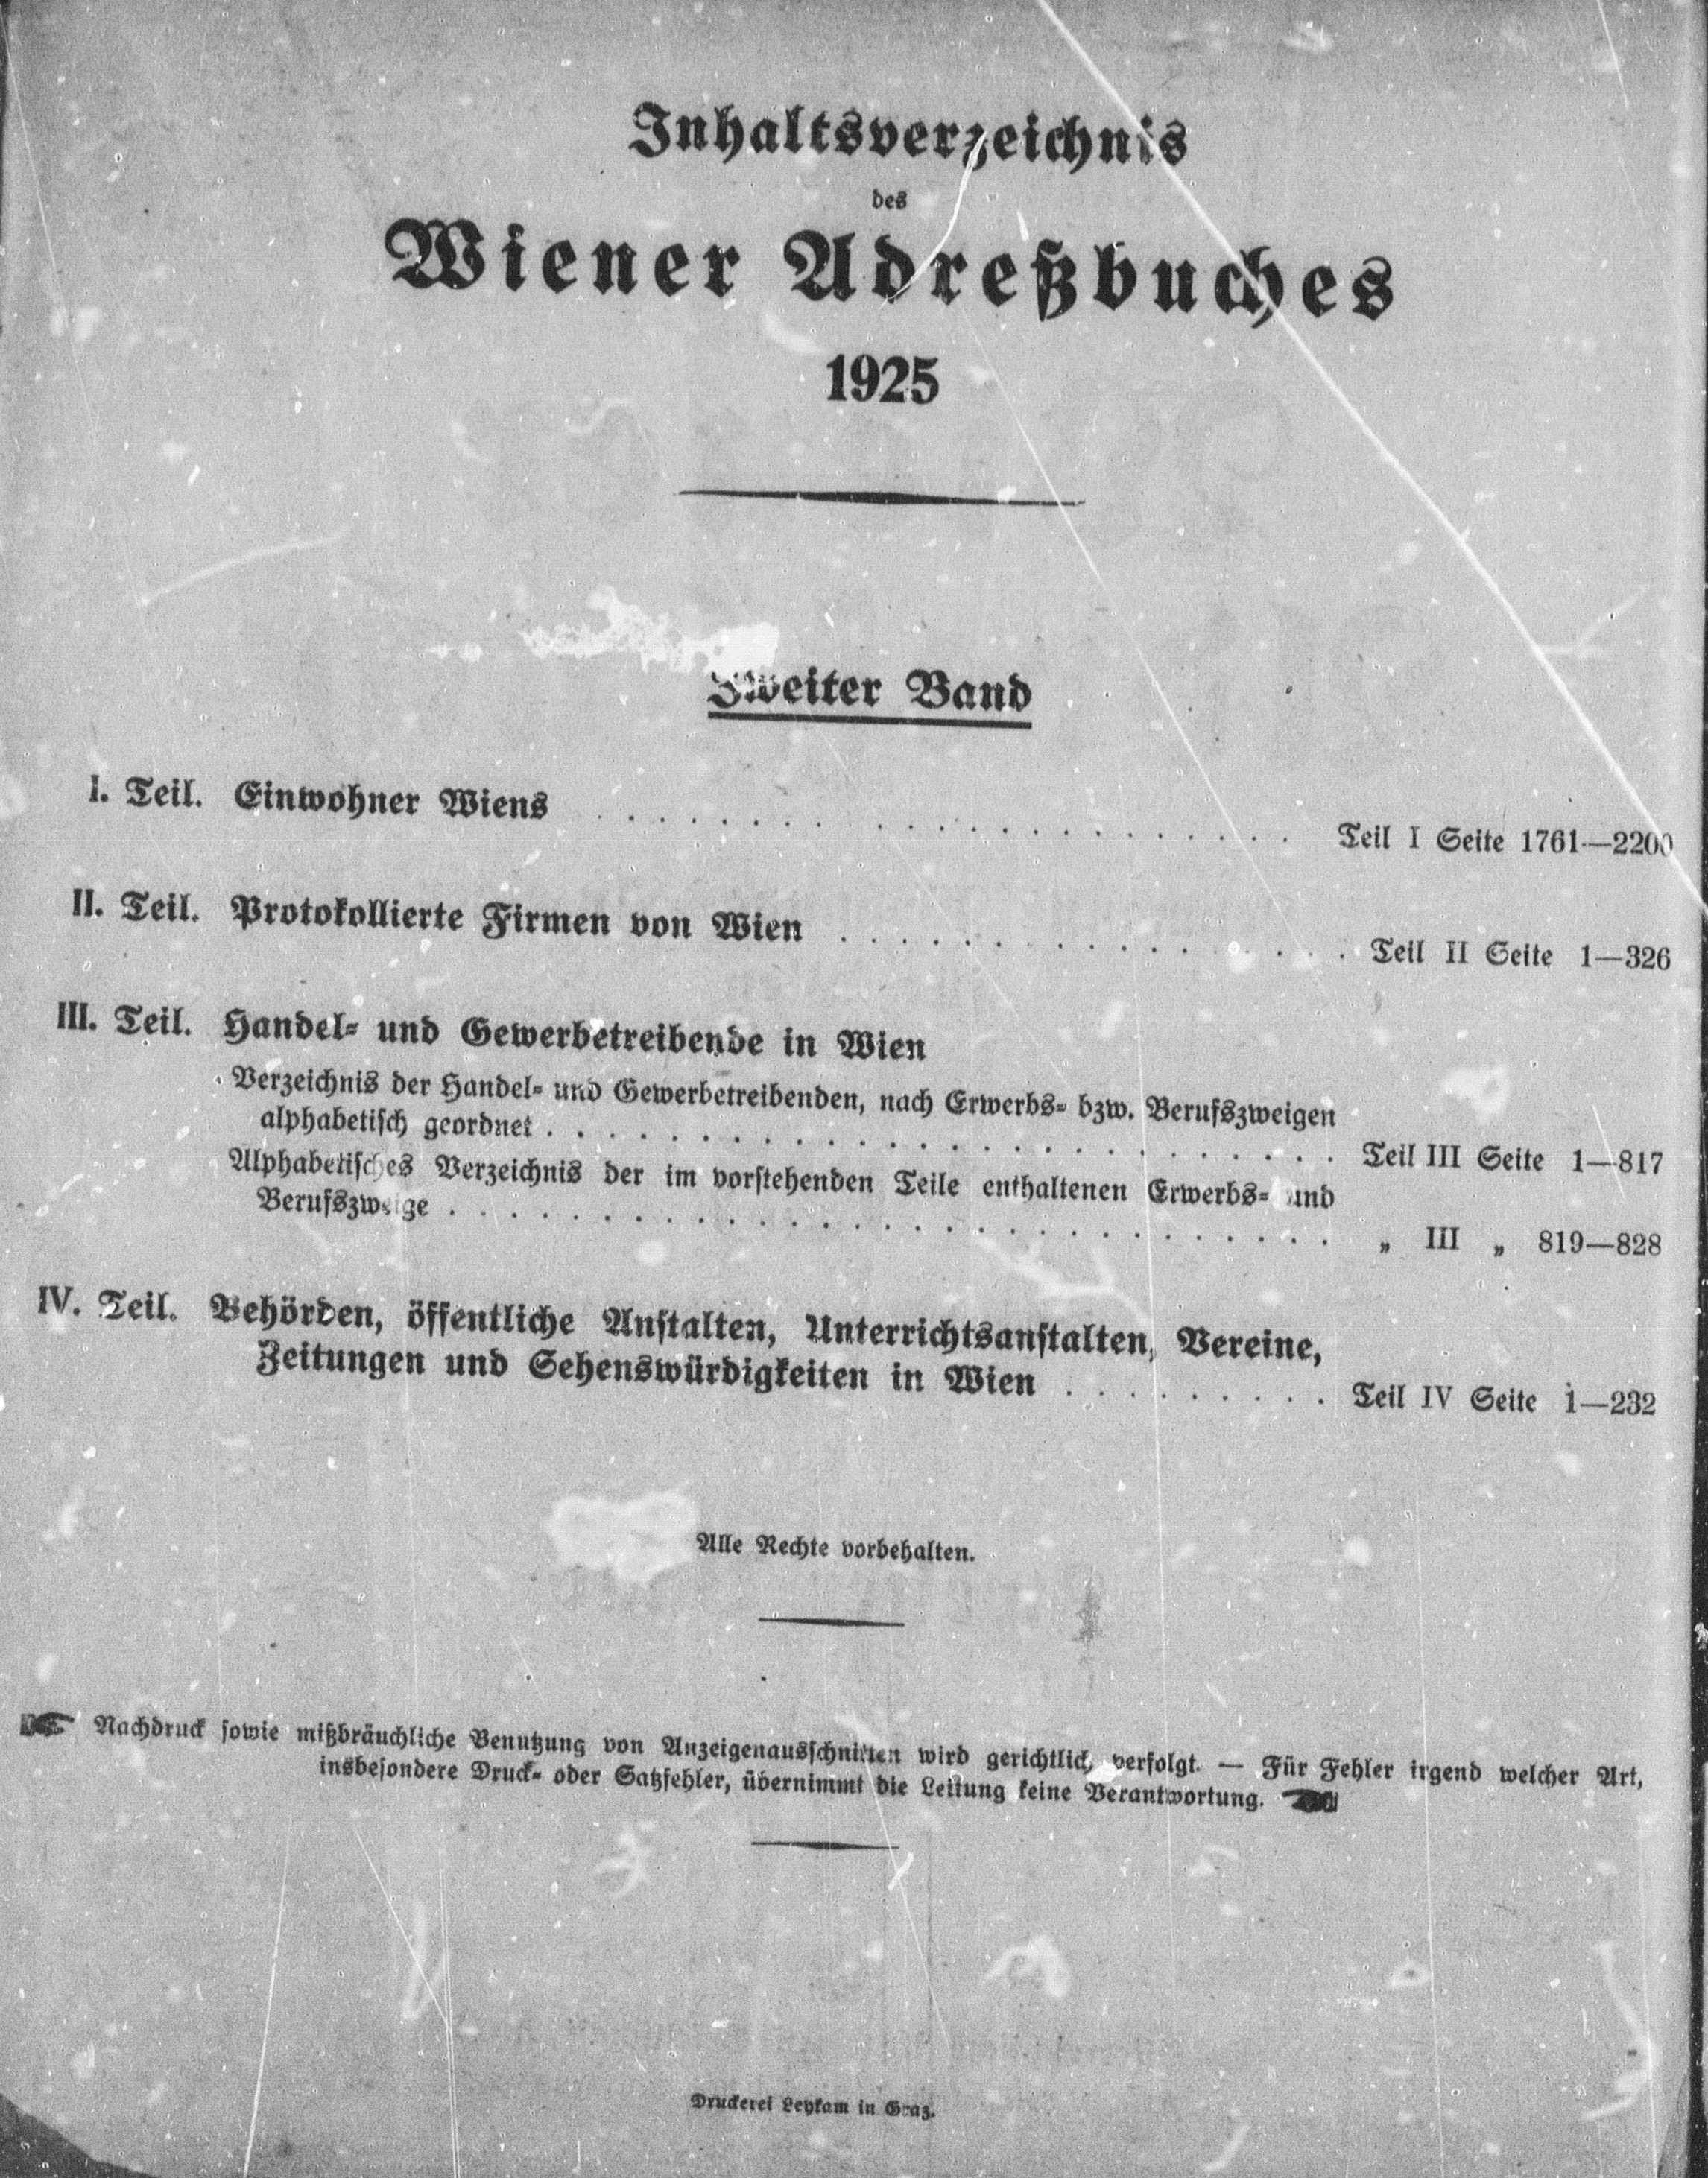 Inhaltsverzeichnis
des
Wiener Adreßbuches
1925
Zweiter Band
I. Teil. Einwohner Wiens . . . . . . . . . . . . . . . . . . . . . . Teil I Seite 1761—2200
II. Teil. Protokollierte Firmen von Wien . . . . . . . . . . . . . . . . . Teil II Seite 1—326
III. Teil. Handel- und Gewerbetreibende in Wien
Verzeichnis der Handel- und Gewerbetreibenden, nach Erwerbs- bzw. Berufszweigen
alphabetisch geordnet . . . . . . . . . . . . . . . . . . . . . . . . . . Teil III Seite 1—817
Alphabetisches Verzeichnis der im vorstehenden Teile enthaltenen Erwerbs- und
Berufszweige . . . . . . . . . . . . . . . . . . . . . . . . . . . . . „ III „ 819—828
IV. Teil. Behörden, öffentliche Anstalten, Unterrichtsanstalten, Vereine,
Zeitungen und Sehenswürdigkeiten in Wien . . . . . . . . . Teil IV Seite 1—232
Alle Rechte vorbehalten.
Nachdruck sowie mißbräuchliche Benutzung von Anzeigenausschnitten wird gerichtlich verfolgt. — Für Fehler irgend welcher Art,
insbesondere Druck- oder Satzfehler, übernimmt die Leitung keine Verantwortung.
Druckerei Leykam in Graz.